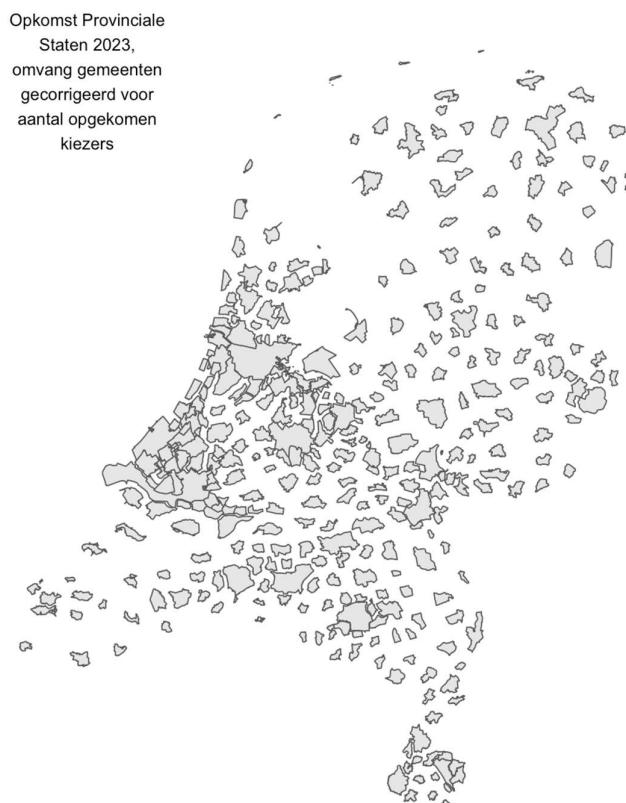 Opkomst Provinciale
Staten 2023,
omvang gemeenten
gecorrigeerd voor
aantal opgekomen
kiezers